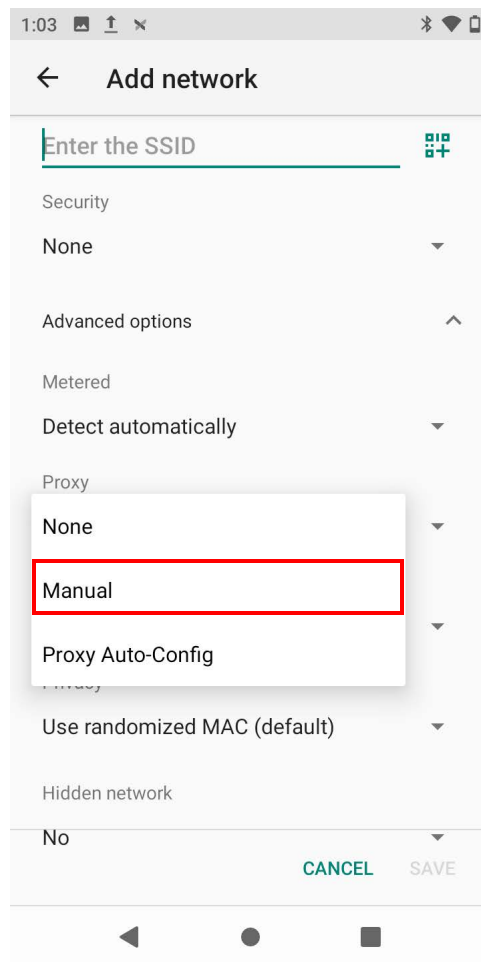 1:03
Add network
Enter the SSID
Security
None
Advanced options
Metered
Detect automatically
Proxy
None
Manual
Proxy Auto-Config
Privacy
Use randomized MAC (default)
Hidden network
No
CANCEL SAVE